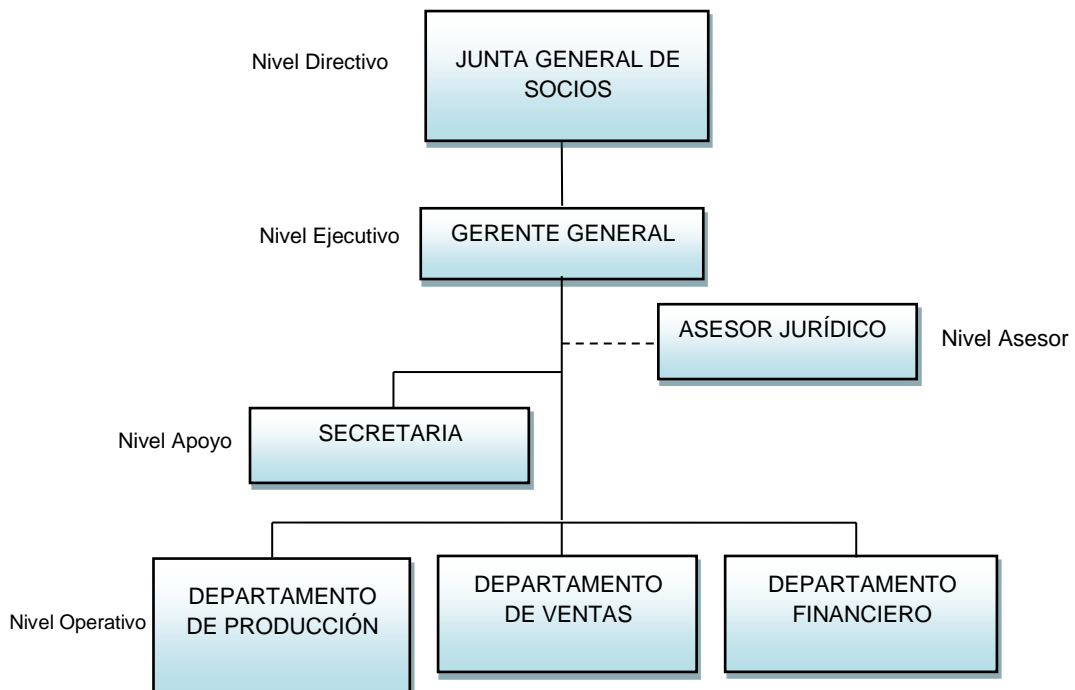 Nivel Directivo
JUNTA GENERAL DE
SOCIOS
Nivel Ejecutivo
GERENTE GENERAL
ASESOR JURÍDICO
Nivel Asesor
Nivel Apoyo
SECRETARIA
Nivel Operativo
DEPARTAMENTO
DE PRODUCCIÓN
DEPARTAMENTO
DE VENTAS
DEPARTAMENTO
FINANCIERO